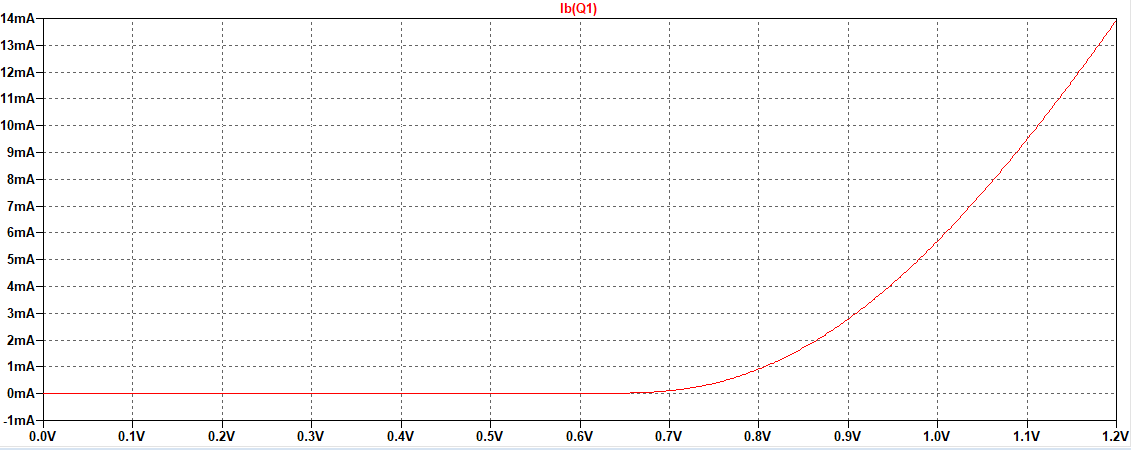 Ib(Q1)
14mA
13mA
12mA
11mA
10mA
9mA
8mA
7mA
6mA
5mA
4mA
3mA
2mA
1mA
0mA
-1mA
0.0V 0.1V 0.2V 0.3V 0.4V 0.5V 0.6V 0.7V 0.8V 0.9V 1.0V 1.1V 1.2V